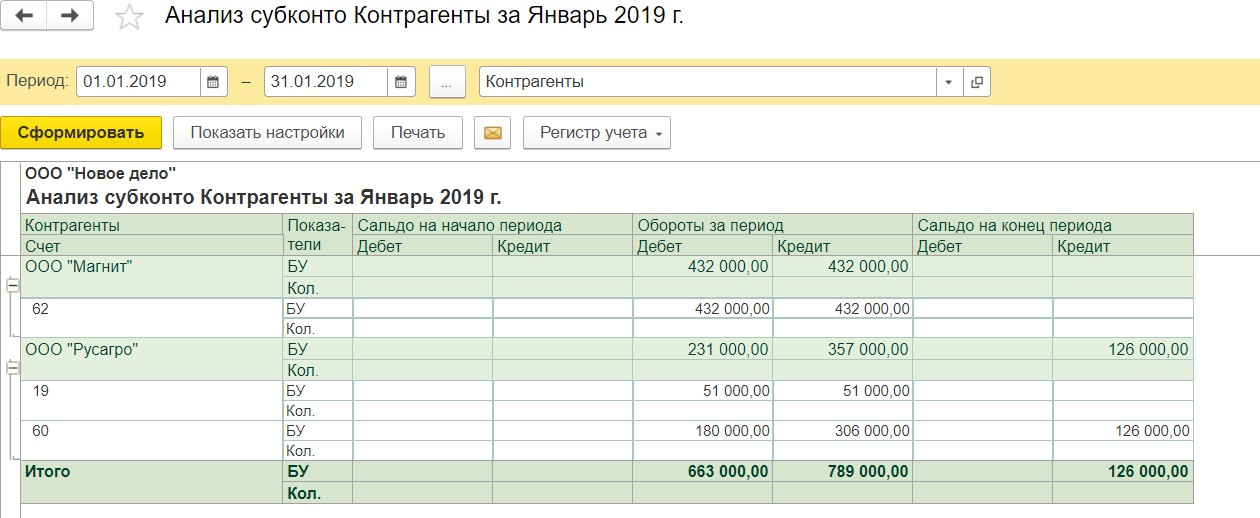 Анализ субконто Контрагенты за Январь 2019 г.
Период: 01.01.2019 – 31.01.2019 ... Контрагенты
Сформировать Показать настройки Печать Регистр учета
ООО "Новое дело"
Анализ субконто Контрагенты за Январь 2019 г.
Контрагенты Показа- Сальдо на начало периода Обороты за период Сальдо на конец периода
Счет тели Дебет Кредит Дебет Кредит Дебет Кредит
ООО "Магнит" БУ 432 000,00 432 000,00
Кол.
62 БУ 432 000,00 432 000,00
Кол.
ООО "Русагро" БУ 231 000,00 357 000,00 126 000,00
Кол.
19 БУ 51 000,00 51 000,00
Кол.
60 БУ 180 000,00 306 000,00 126 000,00
Кол.
Итого БУ 663 000,00 789 000,00 126 000,00
Кол.